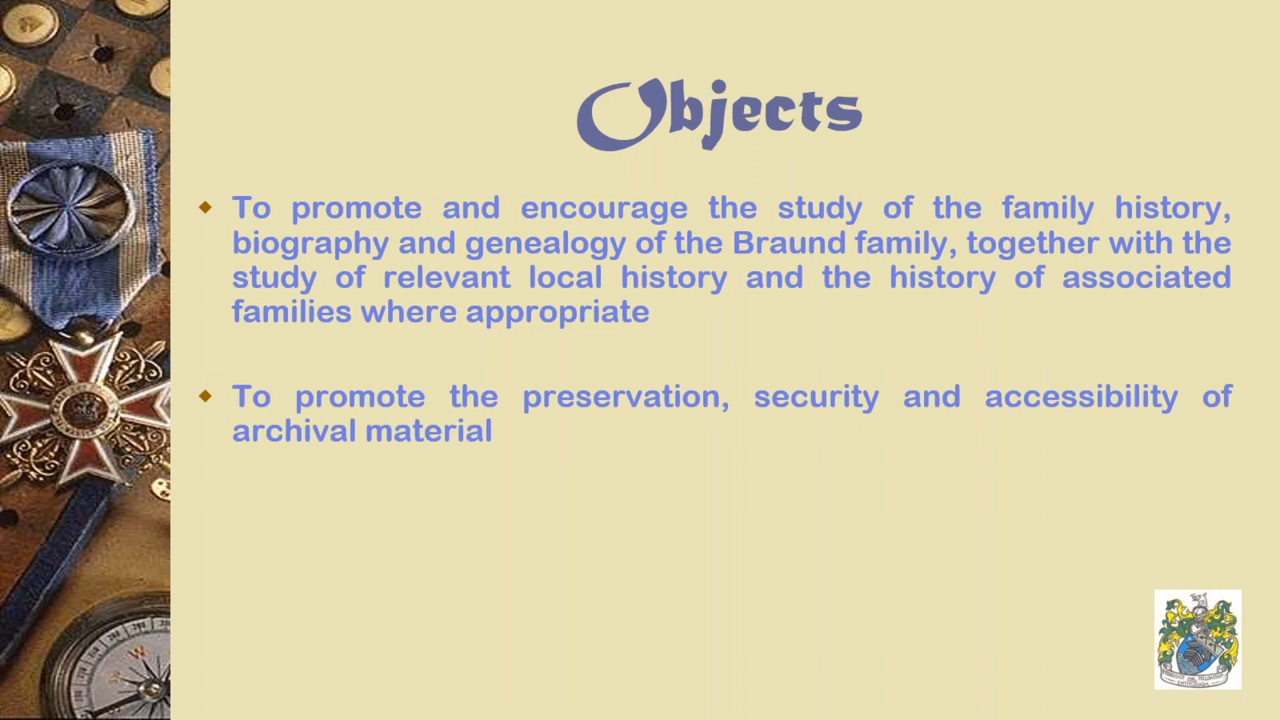 Objects
To promote and encourage the study of the family history,
biography and genealogy of the Braund family, together with the
study of relevant local history and the history of associated
families where appropriate
To promote the preservation, security and accessibility of
archival material